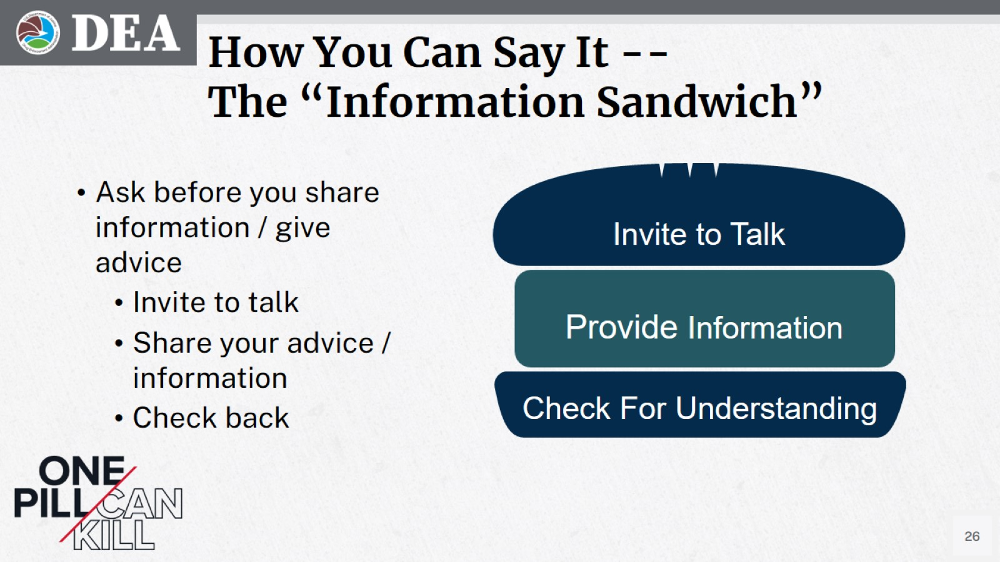 DEA
How You Can Say It --
The “Information Sandwich”
• Ask before you share
information / give
advice
• Invite to talk
• Share your advice /
information
• Check back
Invite to Talk
Provide Information
Check For Understanding
ONE
PILL CAN
KILL
26